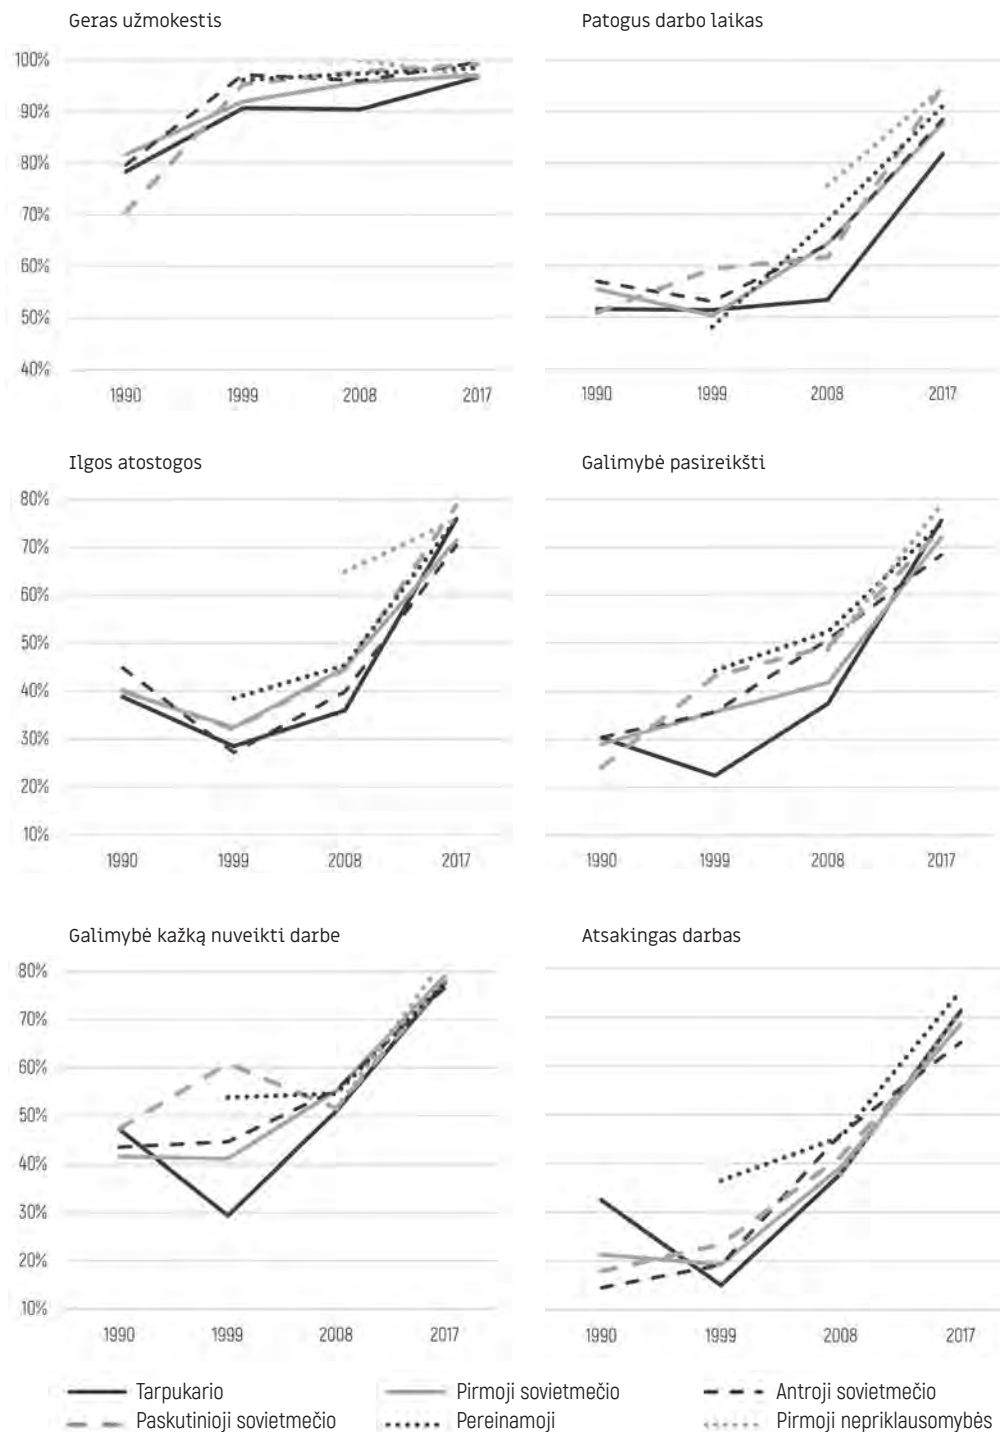 Geras užmokestis
Patogus darbo laikas
100%
90%
80%
70%
60%
50%
40%
1990 1999 2008 2017
1990 1999 2008 2017
Ilgos atostogos
Galimybė pasireikšti
80%
70%
60%
50%
40%
30%
20%
10%
1990 1999 2008 2017
1990 1999 2008 2017
Galimybė kažką nuveikti darbe
Atsakingas darbas
80%
70%
60%
50%
40%
30%
20%
10%
1990 1999 2008 2017
1990 1999 2008 2017
Tarpukario
Pirmoji sovietmečio
Antroji sovietmečio
Paskutinioji sovietmečio
Pereinamoji
Pirmoji nepriklausomybės